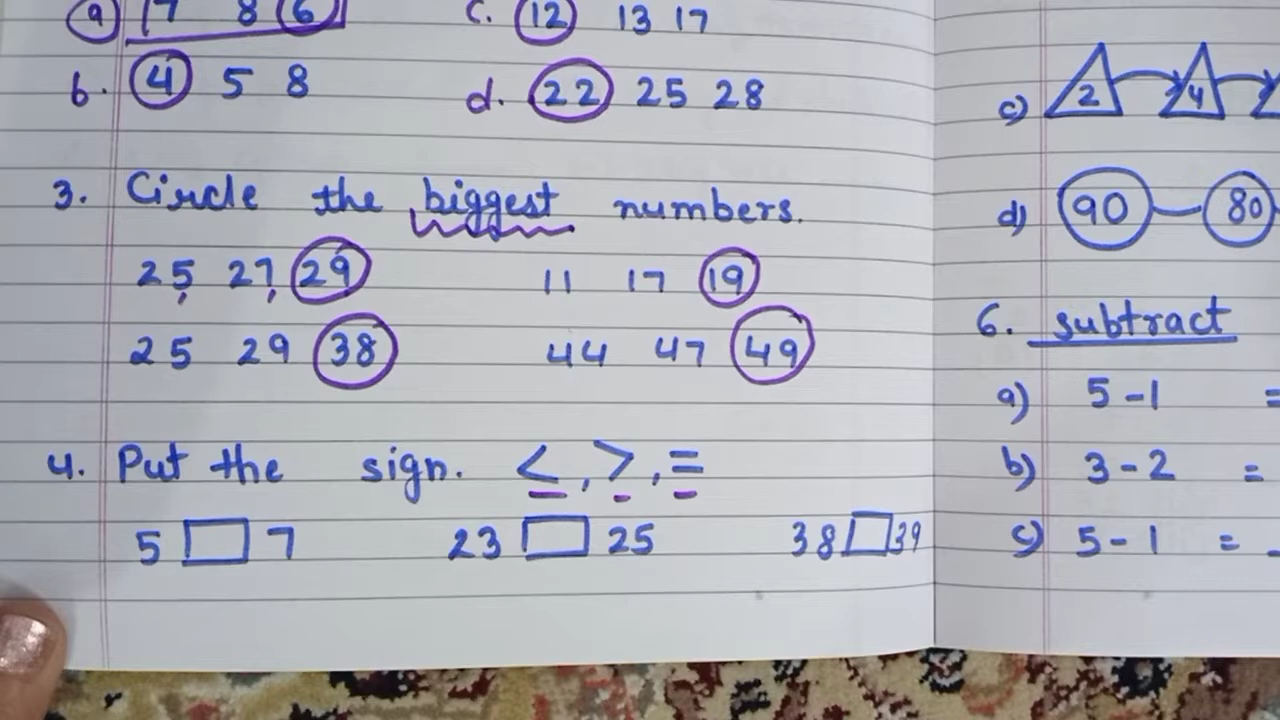 a 7 8 6 c. 12 13 17
b. 4 5 8 d. 22 25 28
3. Circle the biggest numbers.
25, 27, 29 11 17 19
25 29 38 44 47 49
4. Put the sign. <, >, =
5 □ 7 23 □ 25 38 □ 39
c) 2 4
d) 90 80
6. subtract
a) 5 - 1 =
b) 3 - 2 =
c) 5 - 1 =